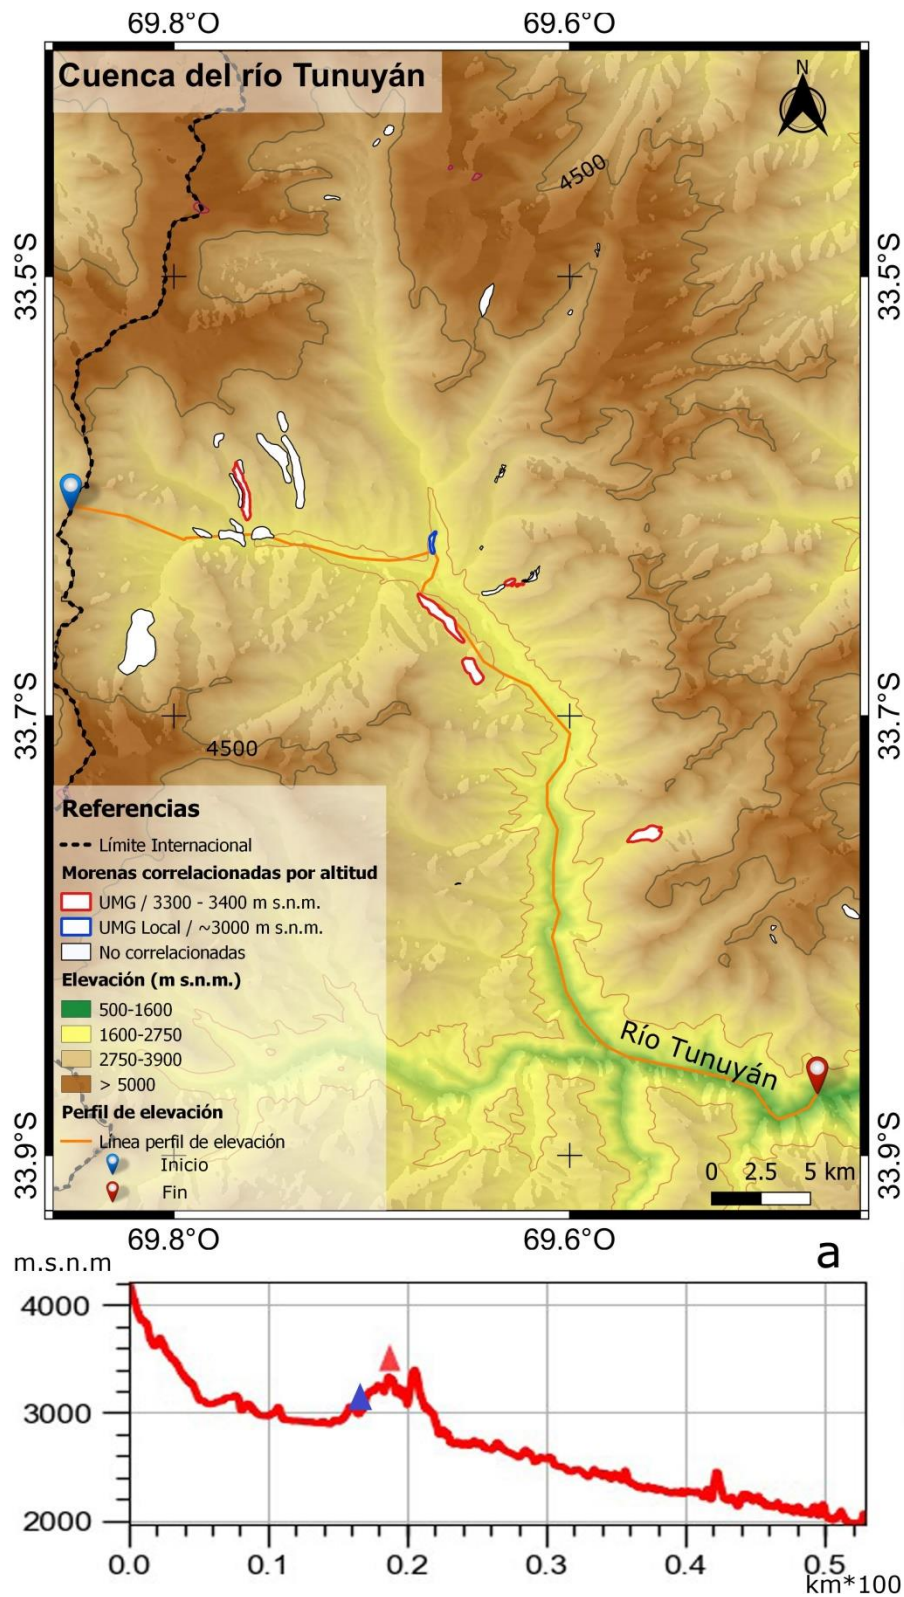 69.8°O 69.6°O
Cuenca del río Tunuyán
N
4500
33.5°S 33.5°S
33.7°S 33.7°S
4500
Referencias
Límite Internacional
Morenas correlacionadas por altitud
UMG / 3300 - 3400 m s.n.m.
UMG Local / ~3000 m s.n.m.
No correlacionadas
Elevación (m s.n.m.)
500-1600
1600-2750
2750-3900
> 5000
Perfil de elevación
Línea perfil de elevación
Inicio
Fin
Río Tunuyán
33.9°S 33.9°S
0 2.5 5 km
69.8°O 69.6°O
a
m.s.n.m
4000
3000
2000
0.0 0.1 0.2 0.3 0.4 0.5
km*100